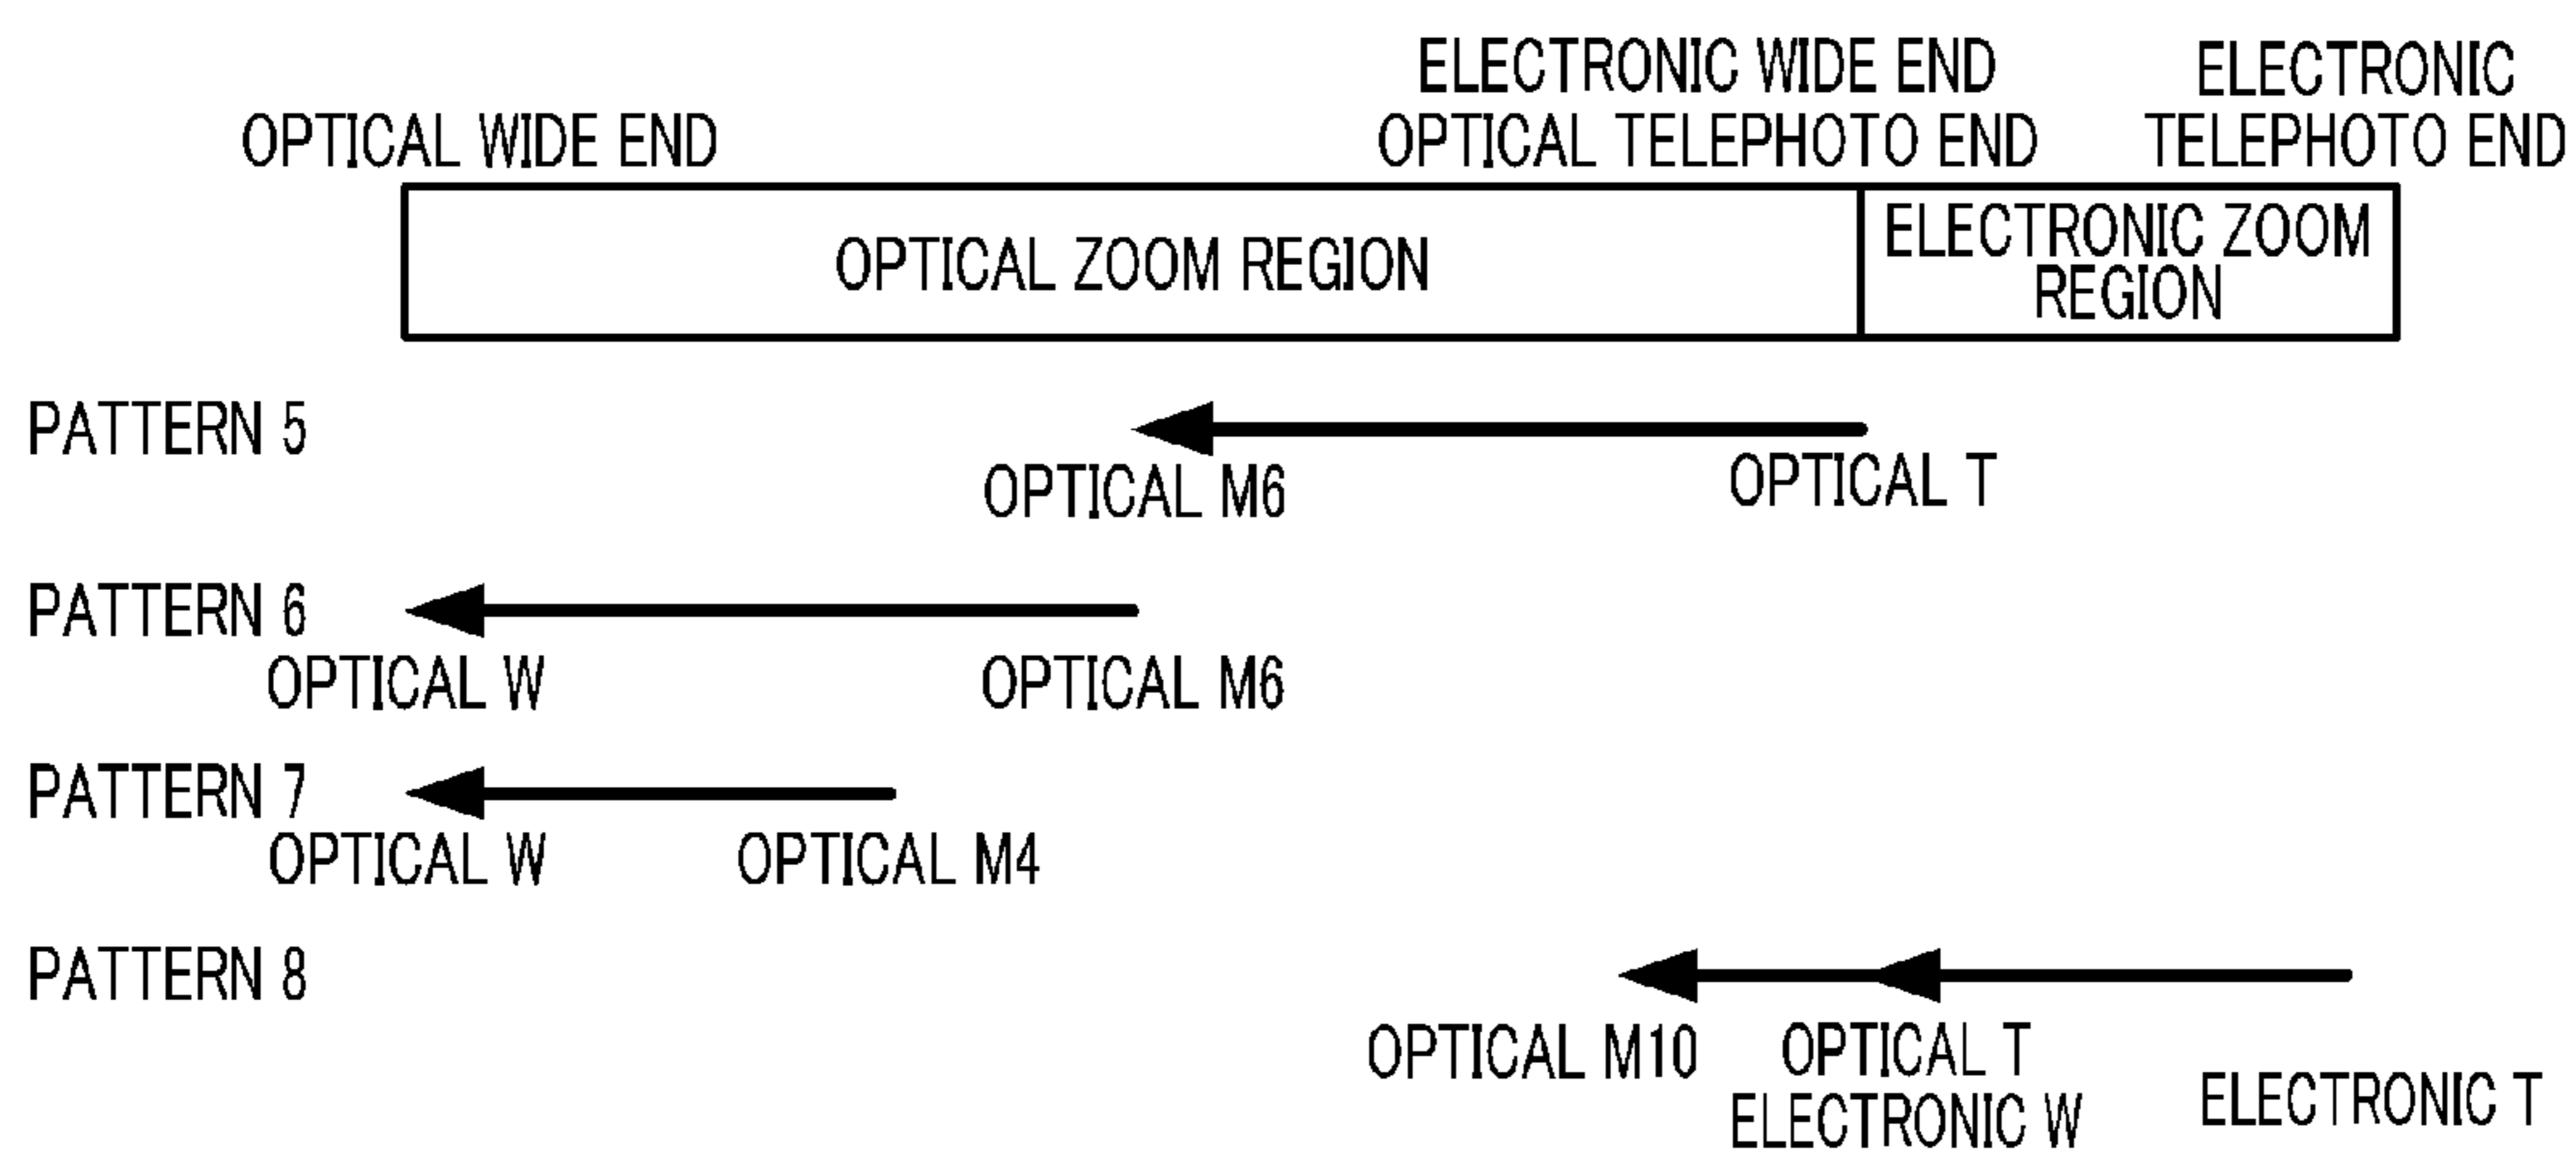 ELECTRONIC WIDE END
ELECTRONIC
OPTICAL WIDE END
OPTICAL TELEPHOTO END
TELEPHOTO END
OPTICAL ZOOM REGION
ELECTRONIC ZOOM
REGION
PATTERN 5
OPTICAL M6
OPTICAL T
PATTERN 6
OPTICAL W
OPTICAL M6
PATTERN 7
OPTICAL W
OPTICAL M4
PATTERN 8
OPTICAL M10
OPTICAL T
ELECTRONIC W
ELECTRONIC T